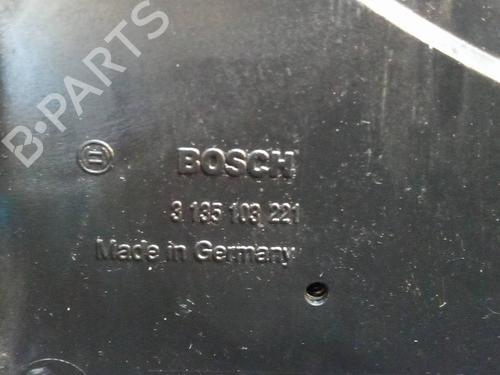 B-PARTS
BOSCH
3 135 103 221
Made in Germany